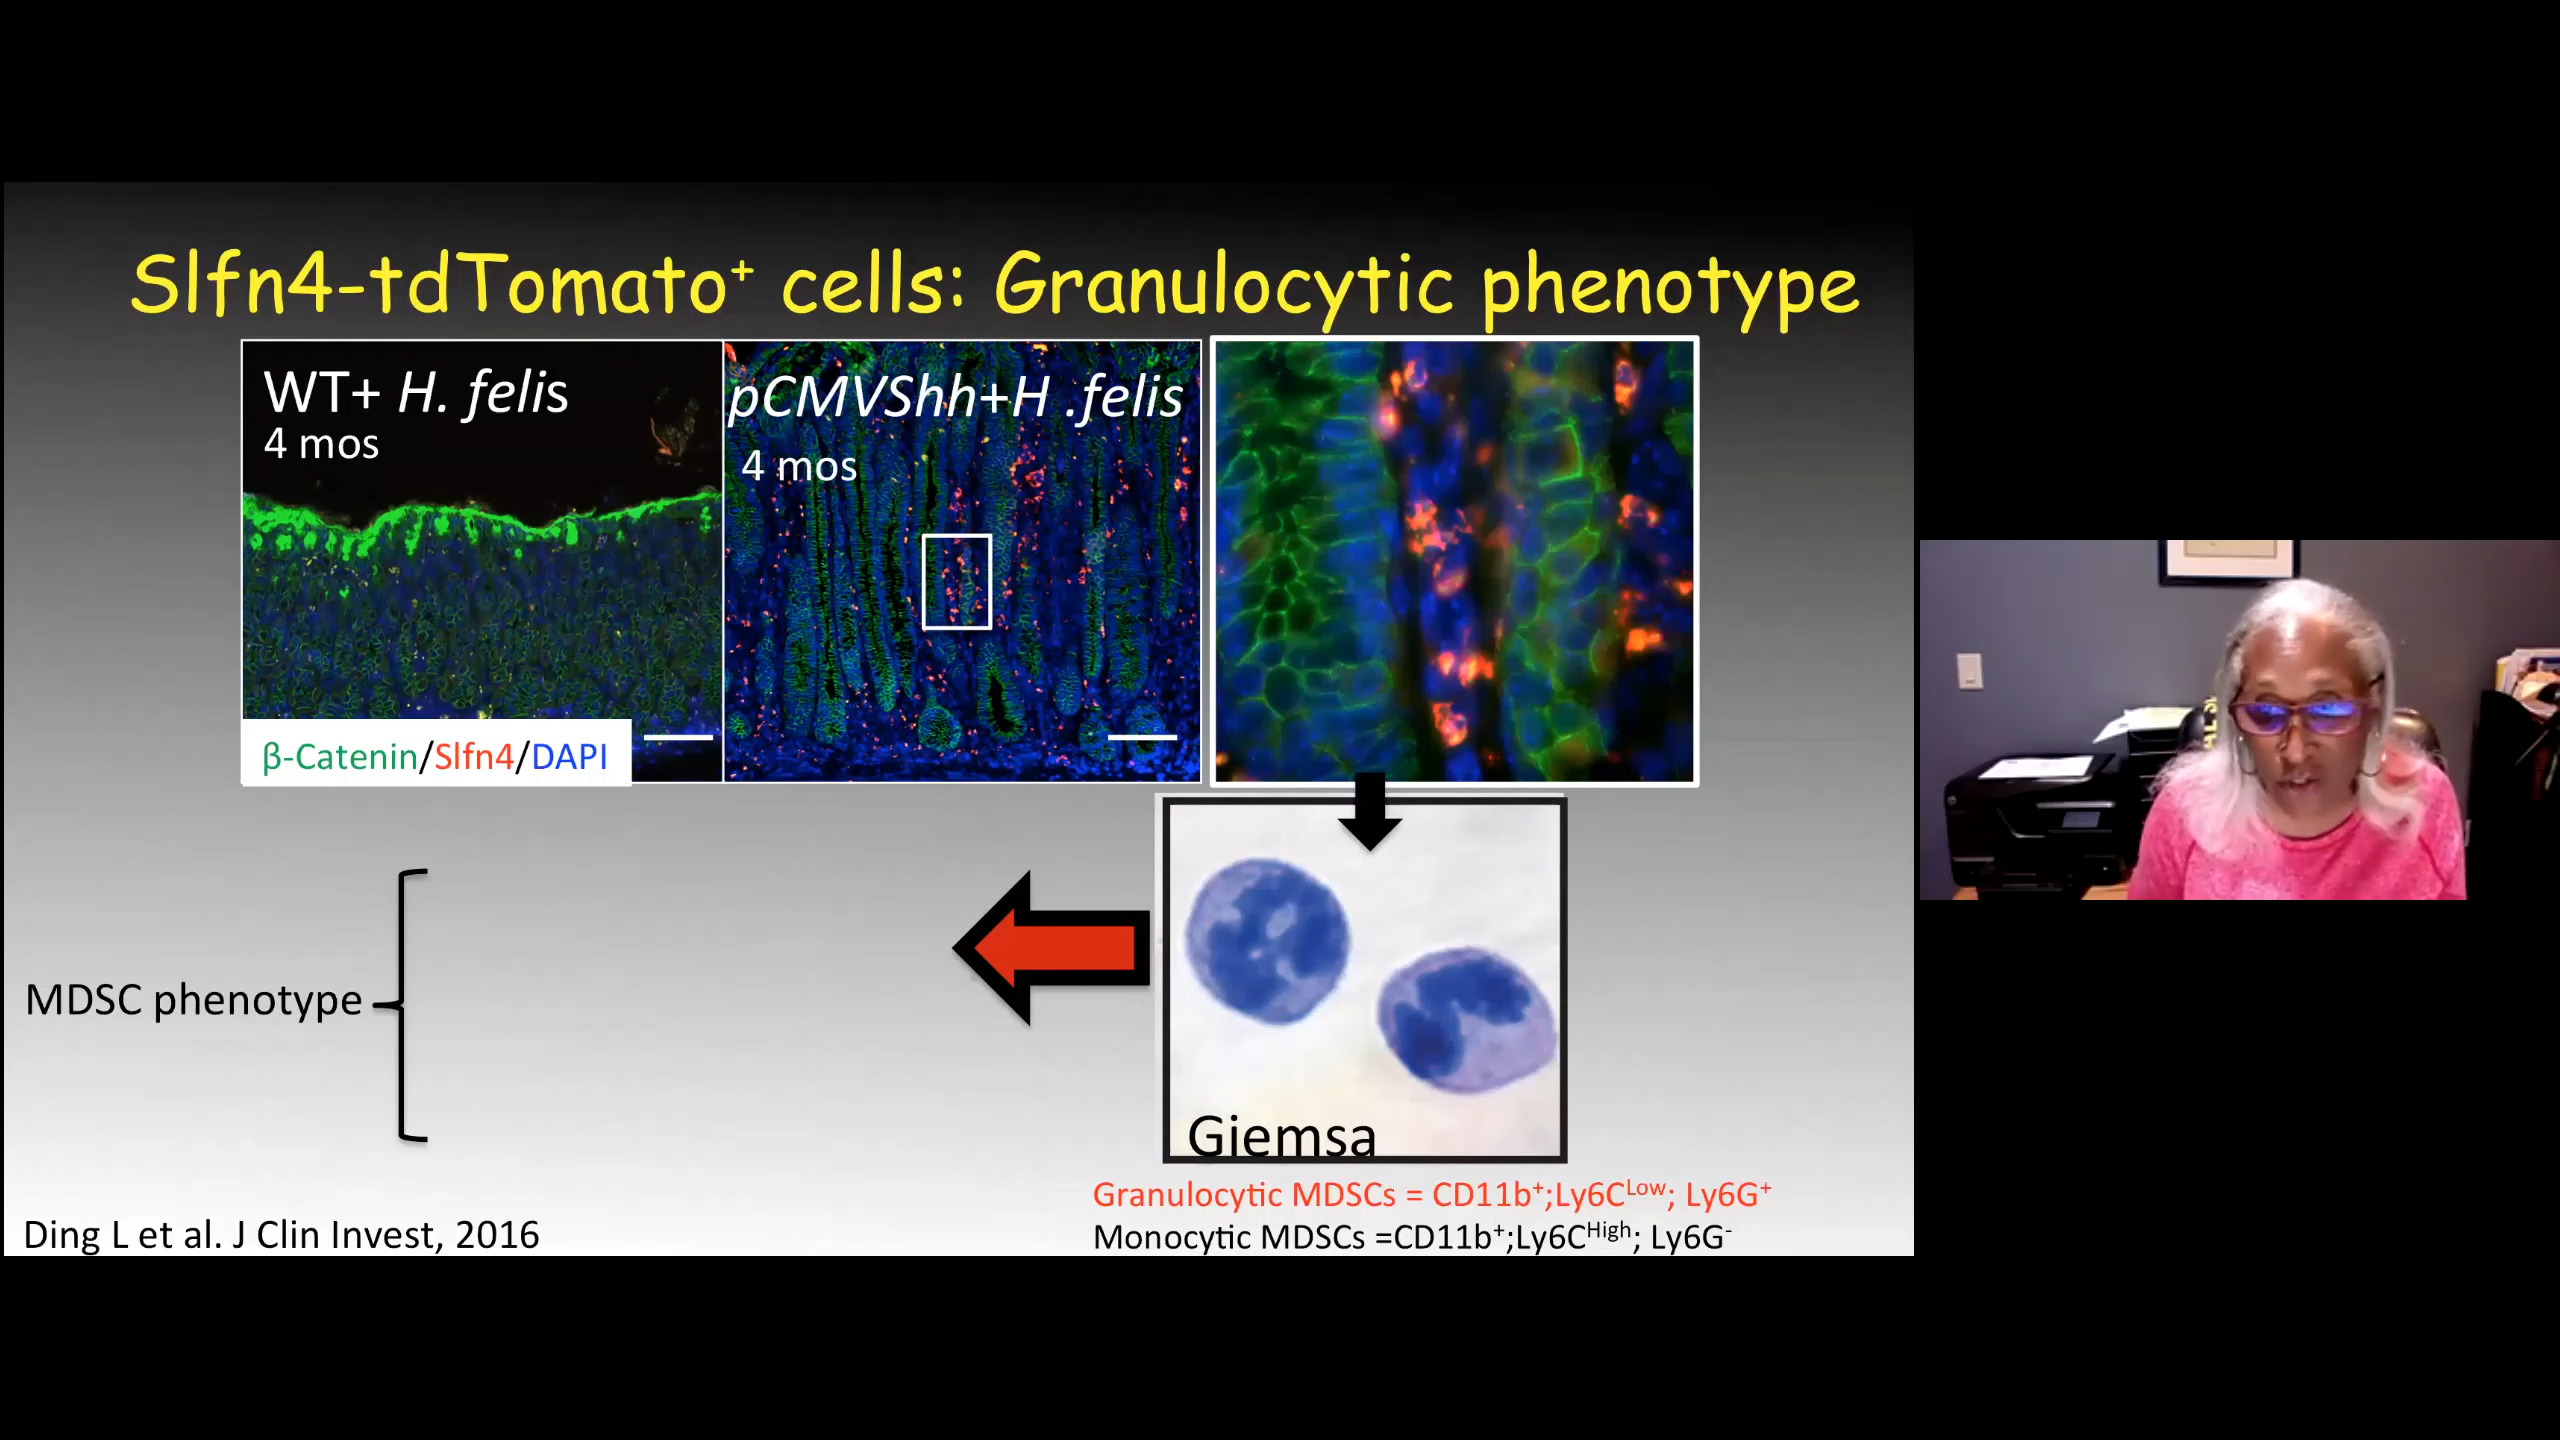 Slfn4-tdTomato⁺ cells: Granulocytic phenotype
WT+ H. felis
4 mos
pCMVShh+H .felis
4 mos
β-Catenin/Slfn4/DAPI
MDSC phenotype
Giemsa
Granulocytic MDSCs = CD11b⁺;Ly6CLow; Ly6G⁺
Monocytic MDSCs =CD11b⁺;Ly6CHigh; Ly6G⁻
Ding L et al. J Clin Invest, 2016